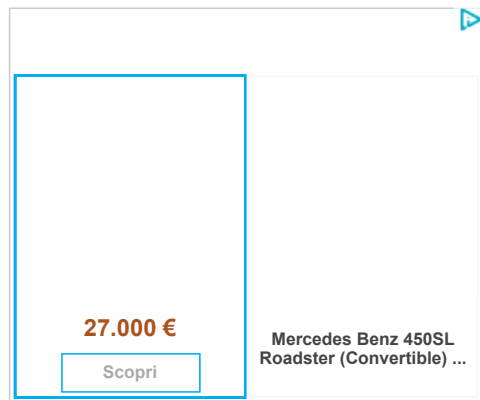 27.000 €
Scopri
Mercedes Benz 450SL
Roadster (Convertible) ...